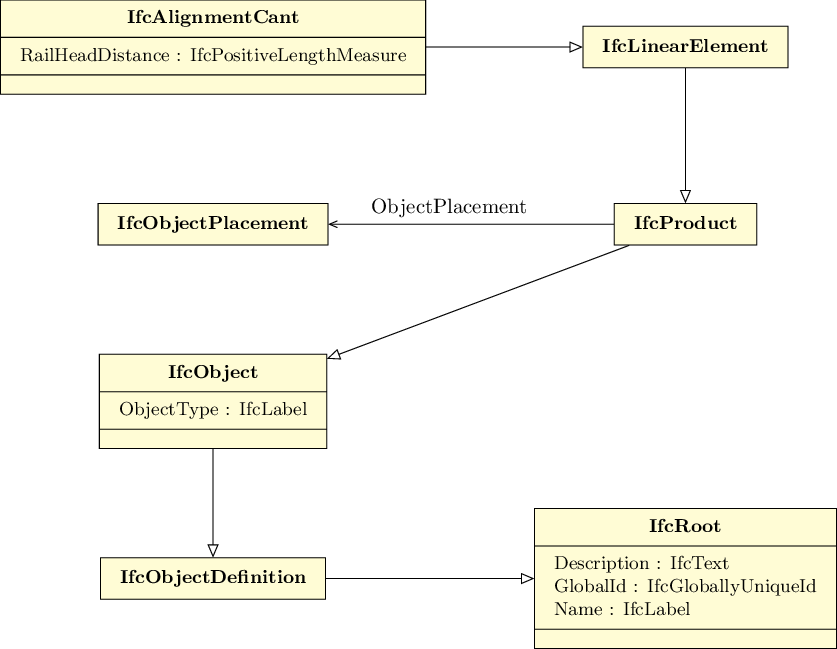 IfcAlignmentCant
RailHeadDistance : IfcPositiveLengthMeasure
IfcLinearElement
IfcObjectPlacement
ObjectPlacement
IfcProduct
IfcObject
ObjectType : IfcLabel
IfcObjectDefinition
IfcRoot
Description : IfcText
GlobalId : IfcGloballyUniqueId
Name : IfcLabel